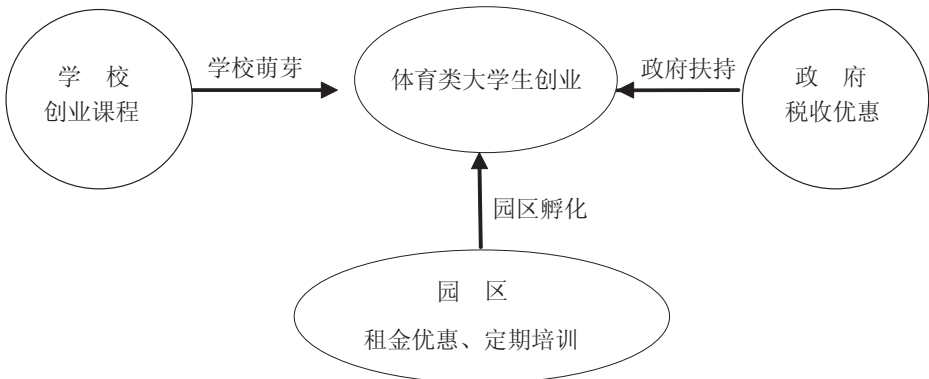 学 校
创业课程
学校萌芽
体育类大学生创业
政府扶持
政 府
税收优惠
园区孵化
园 区
租金优惠、定期培训